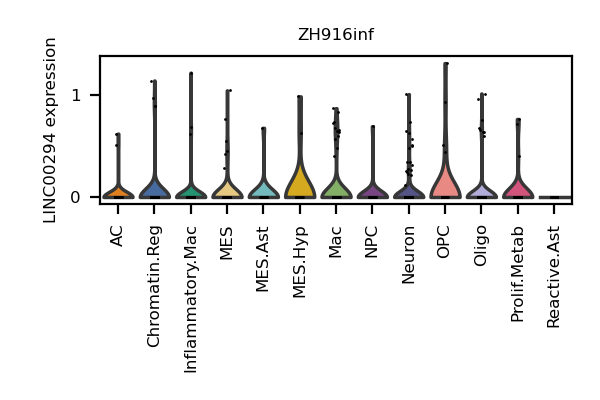 ZH916inf
LINC00294 expression
1
0
AC
Chromatin.Reg
Inflammatory.Mac
MES
MES.Ast
MES.Hyp
Mac
NPC
Neuron
OPC
Oligo
Prolif.Metab
Reactive.Ast